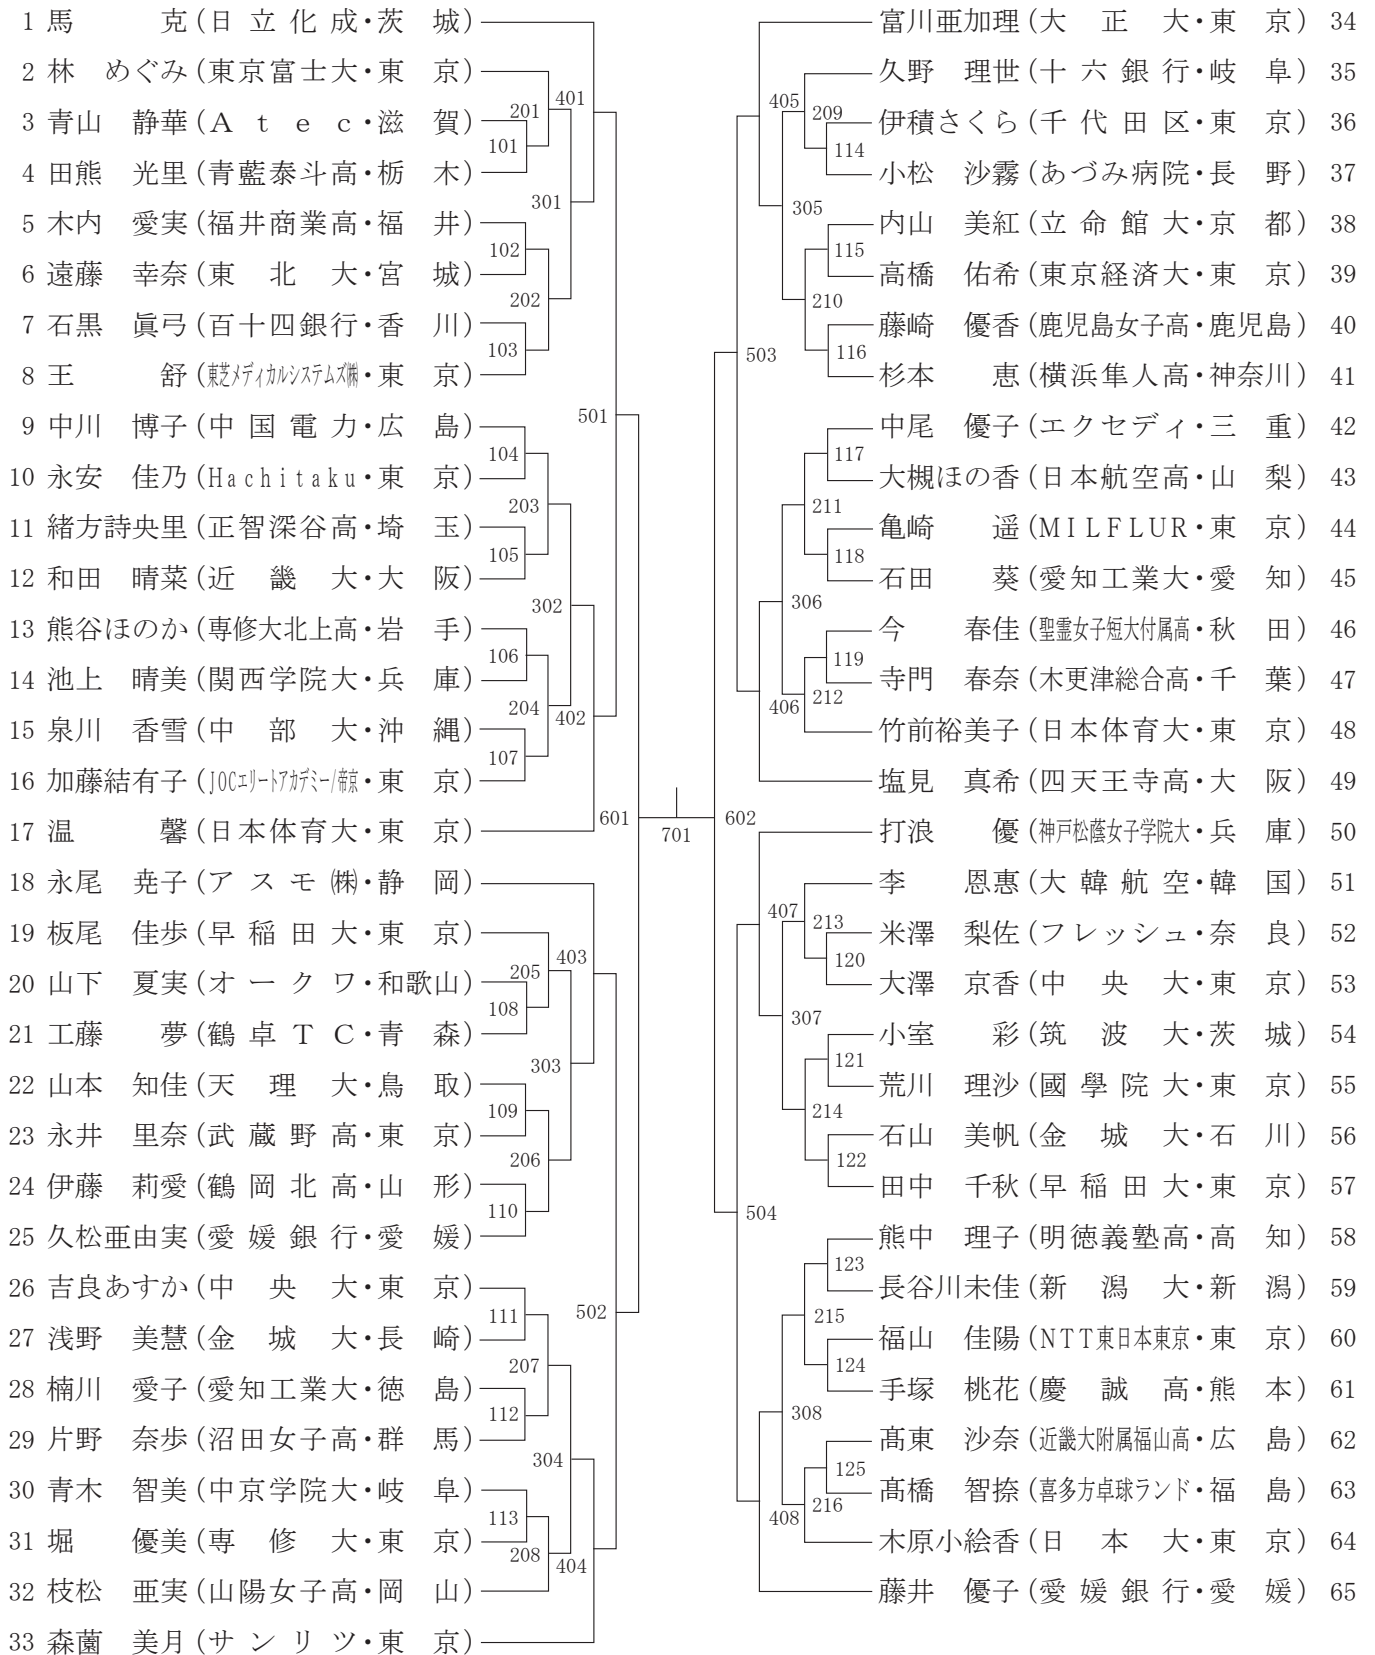 1 馬　　克(日立化成・茨城)
2 林　めぐみ(東京富士大・東京)
3 青山　静華(Ａｔｅｃ・滋賀)
4 田熊　光里(青藍泰斗高・栃木)
5 木内　愛実(福井商業高・福井)
6 遠藤　幸奈(東北大・宮城)
7 石黒　眞弓(百十四銀行・香川)
8 王　　舒(東芝メディカルシステムズ㈱・東京)
9 中川　博子(中国電力・広島)
10 永安　佳乃(Hachitaku・東京)
11 緒方詩央里(正智深谷高・埼玉)
12 和田　晴菜(近畿大・大阪)
13 熊谷ほのか(専修大北上高・岩手)
14 池上　晴美(関西学院大・兵庫)
15 泉川　香雪(中部大・沖縄)
16 加藤結有子(JOCエリートアカデミー/帝京・東京)
17 温　　馨(日本体育大・東京)
18 永尾　尭子(アスモ㈱・静岡)
19 板尾　佳歩(早稲田大・東京)
20 山下　夏実(オークワ・和歌山)
21 工藤　　夢(鶴卓ＴＣ・青森)
22 山本　知佳(天理大・鳥取)
23 永井　里奈(武蔵野高・東京)
24 伊藤　莉愛(鶴岡北高・山形)
25 久松亜由実(愛媛銀行・愛媛)
26 吉良あすか(中央大・東京)
27 浅野　美慧(金城大・長崎)
28 楠川　愛子(愛知工業大・徳島)
29 片野　奈歩(沼田女子高・群馬)
30 青木　智美(中京学院大・岐阜)
31 堀　　優美(専修大・東京)
32 枝松　亜実(山陽女子高・岡山)
33 森薗　美月(サンリツ・東京)
101
102
103
104
105
106
107
108
109
110
111
112
113
201
202
203
204
205
206
207
208
301
302
303
304
401
402
403
404
501
502
601
701
602
503
504
405
406
407
408
305
306
307
308
209
210
211
212
213
214
215
216
114
115
116
117
118
119
120
121
122
123
124
125
富川亜加理(大正大・東京) 34
久野　理世(十六銀行・岐阜) 35
伊積さくら(千代田区・東京) 36
小松　沙霧(あづみ病院・長野) 37
内山　美紅(立命館大・京都) 38
高橋　佑希(東京経済大・東京) 39
藤崎　優香(鹿児島女子高・鹿児島) 40
杉本　　恵(横浜隼人高・神奈川) 41
中尾　優子(エクセディ・三重) 42
大槻ほの香(日本航空高・山梨) 43
亀崎　　遥(MILFLUR・東京) 44
石田　　葵(愛知工業大・愛知) 45
今　　春佳(聖霊女子短大付属高・秋田) 46
寺門　春奈(木更津総合高・千葉) 47
竹前裕美子(日本体育大・東京) 48
塩見　真希(四天王寺高・大阪) 49
打浪　　優(神戸松蔭女子学院大・兵庫) 50
李　　恩惠(大韓航空・韓国) 51
米澤　梨佐(フレッシュ・奈良) 52
大澤　京香(中央大・東京) 53
小室　　彩(筑波大・茨城) 54
荒川　理沙(國學院大・東京) 55
石山　美帆(金城大・石川) 56
田中　千秋(早稲田大・東京) 57
熊中　理子(明徳義塾高・高知) 58
長谷川未佳(新潟大・新潟) 59
福山　佳陽(NTT東日本東京・東京) 60
手塚　桃花(慶誠高・熊本) 61
髙東　沙奈(近畿大附属福山高・広島) 62
髙橋　智捺(喜多方卓球ランド・福島) 63
木原小絵香(日本大・東京) 64
藤井　優子(愛媛銀行・愛媛) 65